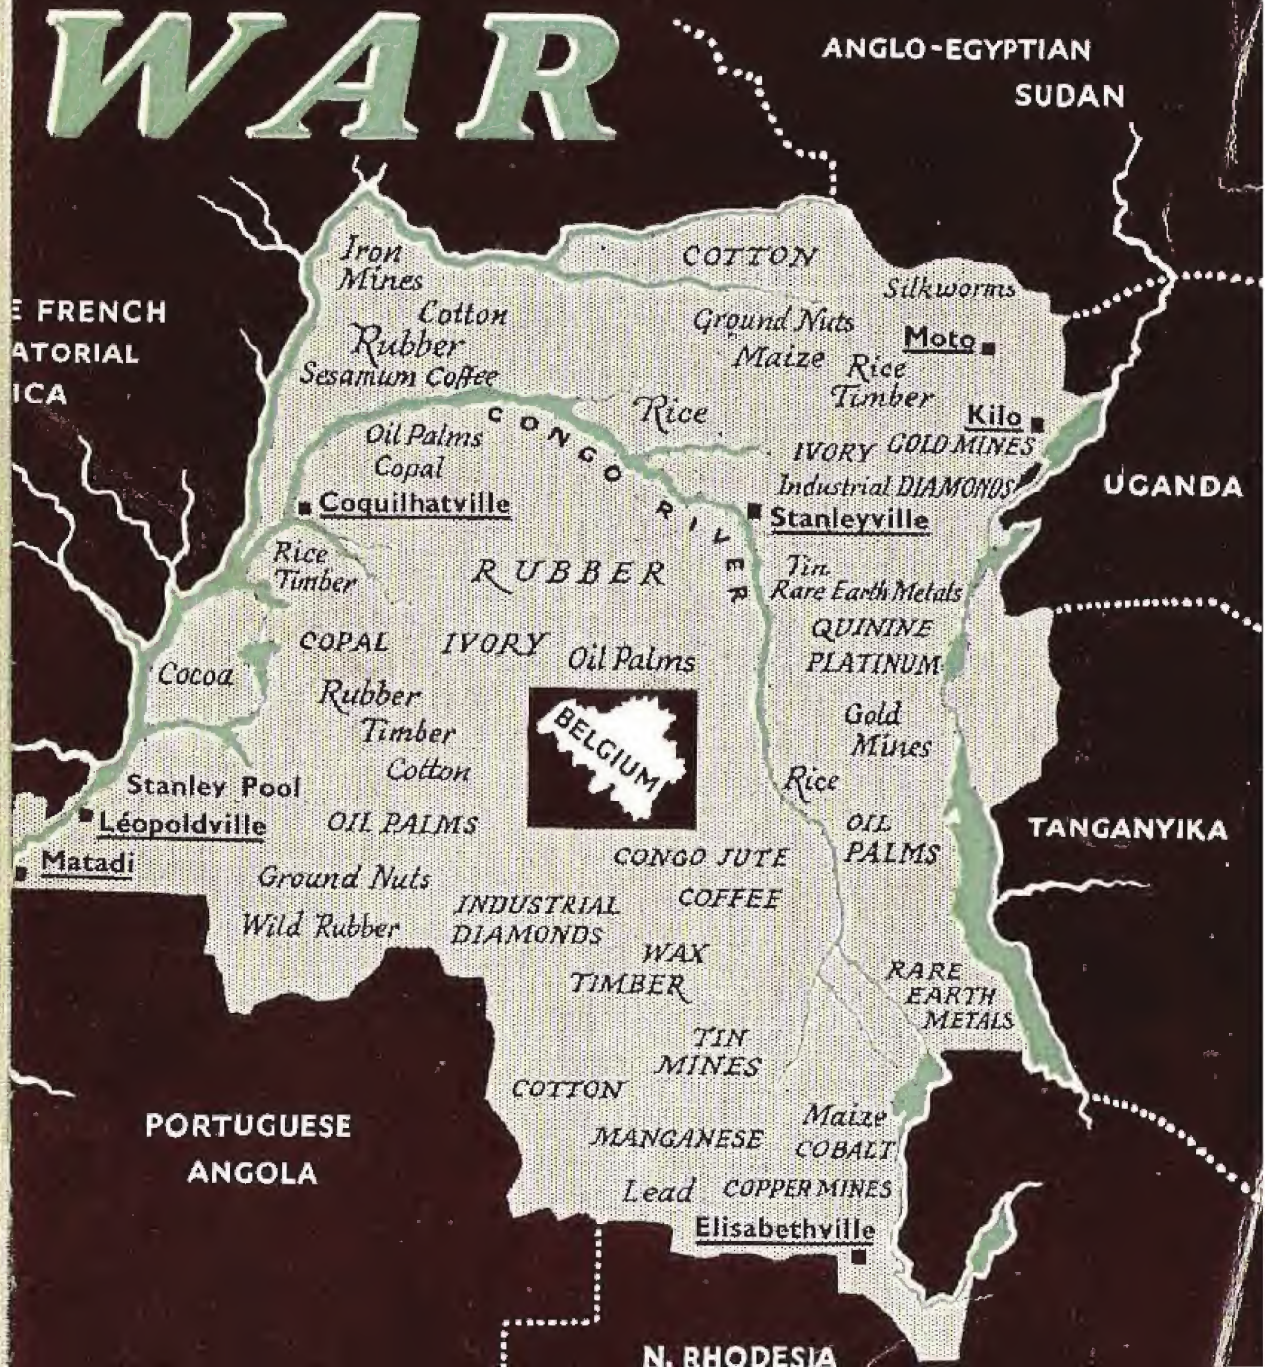 WAR
ANGLO-EGYPTIAN
SUDAN
Iron
Mines
COTTON
Silkworms
E FRENCH
ATORIAL
ICA
Cotton
Rubber
Sesamum Coffee
Ground Nuts
Maize
Moto
Rice
Timber
Rice
Kilo
CONGO RIVER
Oil Palms
Copal
IVORY GOLD MINES
Industrial DIAMONDS
UGANDA
Coquilhatville
Stanleyville
Rice
Timber
RUBBER
Tin
Rare Earth Metals
QUININE
PLATINUM
COPAL
IVORY
Oil Palms
Cocoa
Rubber
Timber
Cotton
BELGIUM
Gold
Mines
Stanley Pool
Léopoldville
Matadi
OIL PALMS
Rice
OIL
PALMS
TANGANYIKA
CONGO JUTE
COFFEE
Ground Nuts
Wild Rubber
INDUSTRIAL
DIAMONDS
WAX
TIMBER
RARE
EARTH
METALS
TIN
MINES
COTTON
Maize
COBALT
MANGANESE
PORTUGUESE
ANGOLA
Lead
COPPER MINES
Elisabethville
N. RHODESIA